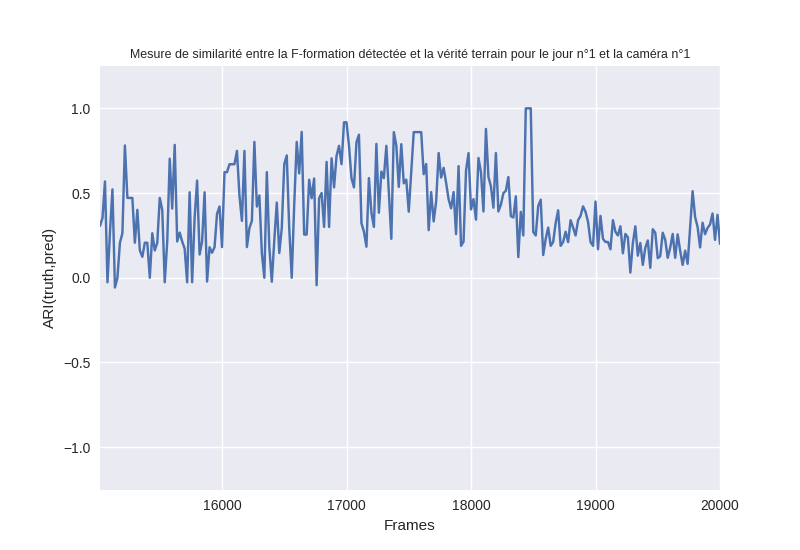 Mesure de similarité entre la F-formation détectée et la vérité terrain pour le jour n°1 et la caméra n°1
1.0
0.5
0.0
−0.5
−1.0
ARI(truth,pred)
16000 17000 18000 19000 20000
Frames